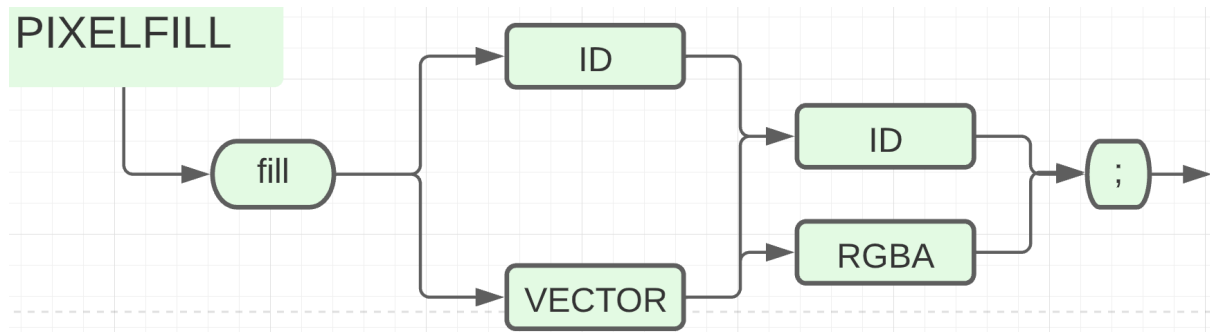 PIXELFILL
fill
ID
VECTOR
ID
RGBA
;